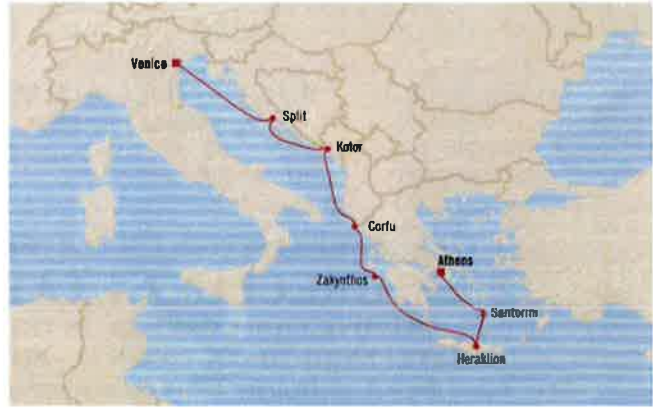 Venice
Split
Kotor
Corfu
Athens
Zakynthos
Santorini
Heraklion